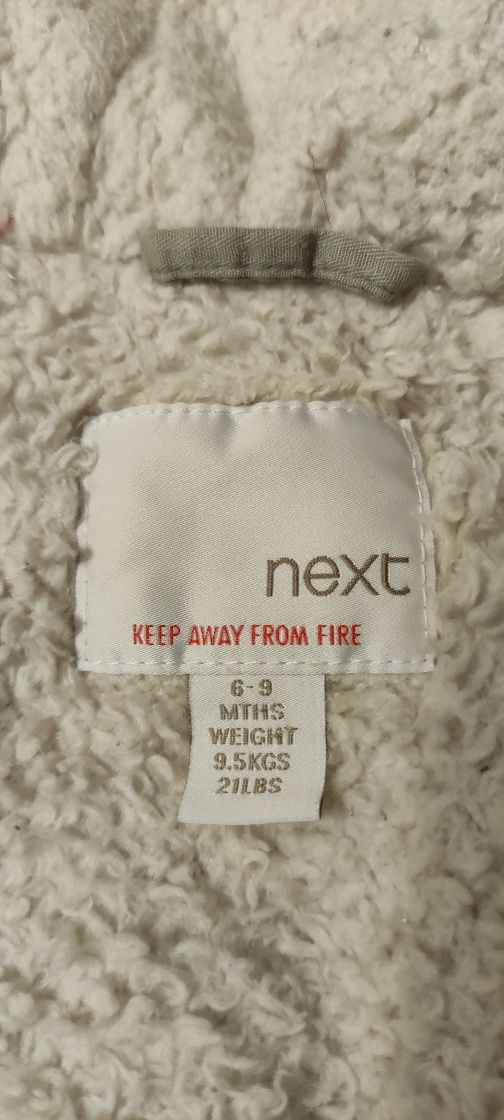 next
KEEP AWAY FROM FIRE
6-9
MTHS
WEIGHT
9.5KGS
21LBS